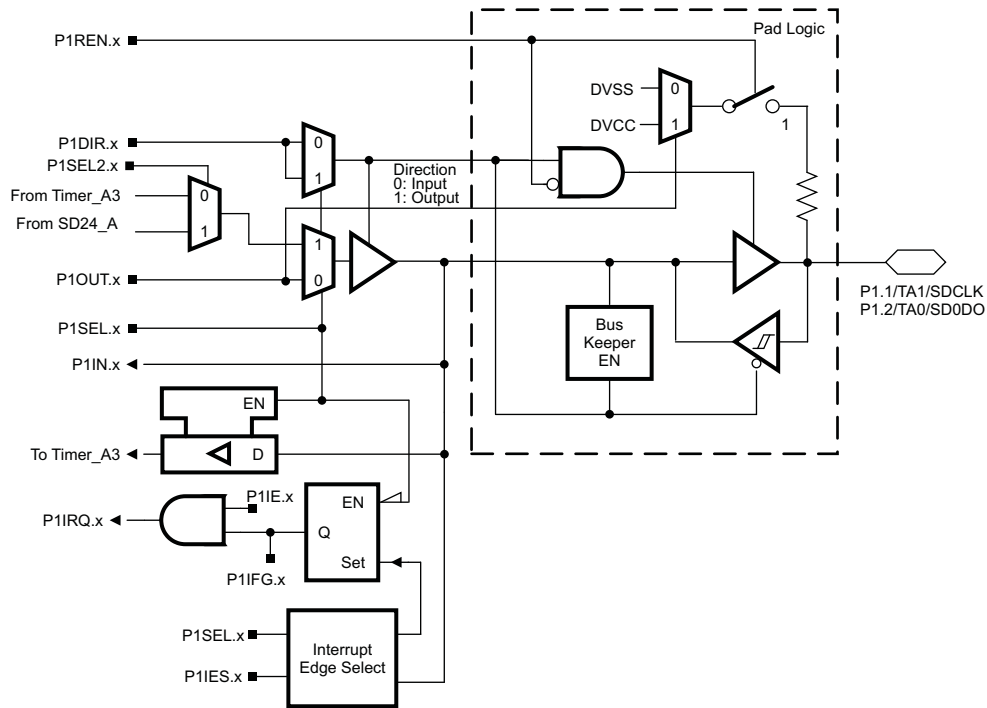 Pad Logic
P1REN.x
DVSS
0
DVCC
1
1
P1DIR.x
0
1
P1SEL2.x
From Timer_A3
0
From SD24_A
1
Direction
0: Input
1: Output
1
0
P1OUT.x
P1.1/TA1/SDCLK
P1.2/TA0/SD0DO
P1SEL.x
Bus
Keeper
EN
P1IN.x
EN
To Timer_A3
D
P1IE.x
EN
P1IRQ.x
Q
Set
P1IFG.x
P1SEL.x
Interrupt
Edge Select
P1IES.x